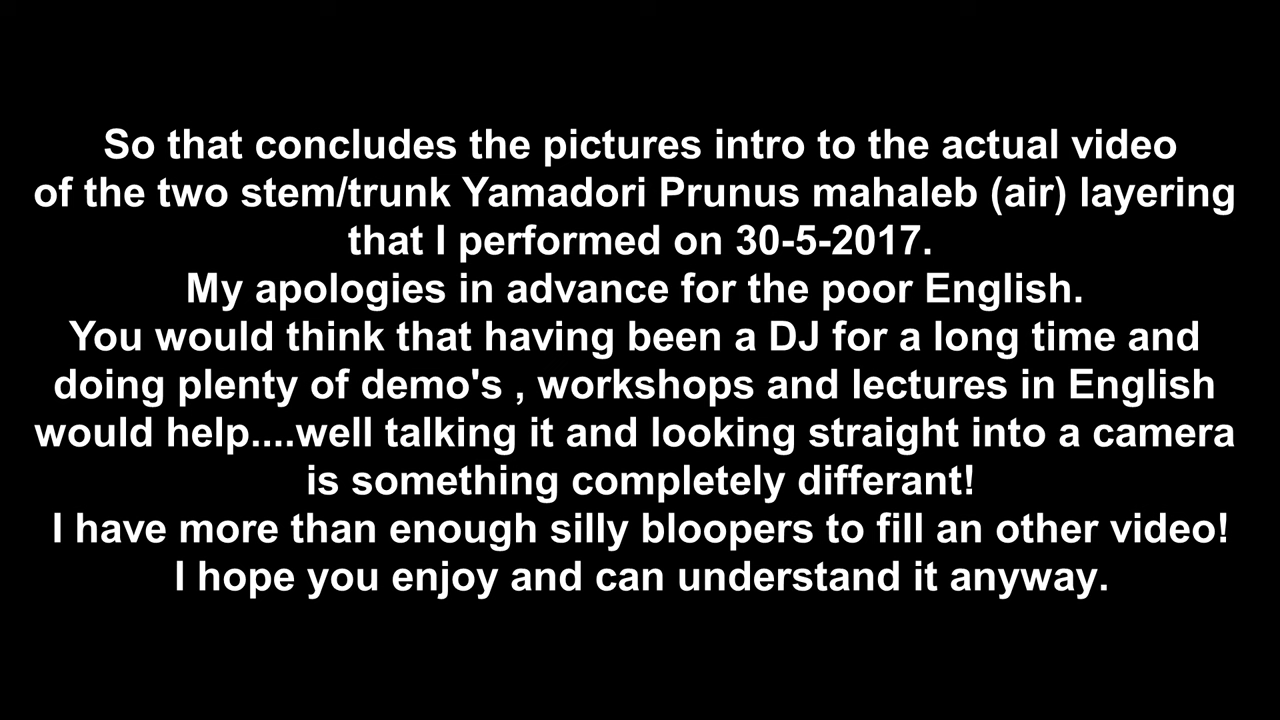 So that concludes the pictures intro to the actual video
of the two stem/trunk Yamadori Prunus mahaleb (air) layering
that I performed on 30-5-2017.
My apologies in advance for the poor English.
You would think that having been a DJ for a long time and
doing plenty of demo's , workshops and lectures in English
would help....well talking it and looking straight into a camera
is something completely differant!
I have more than enough silly bloopers to fill an other video!
I hope you enjoy and can understand it anyway.